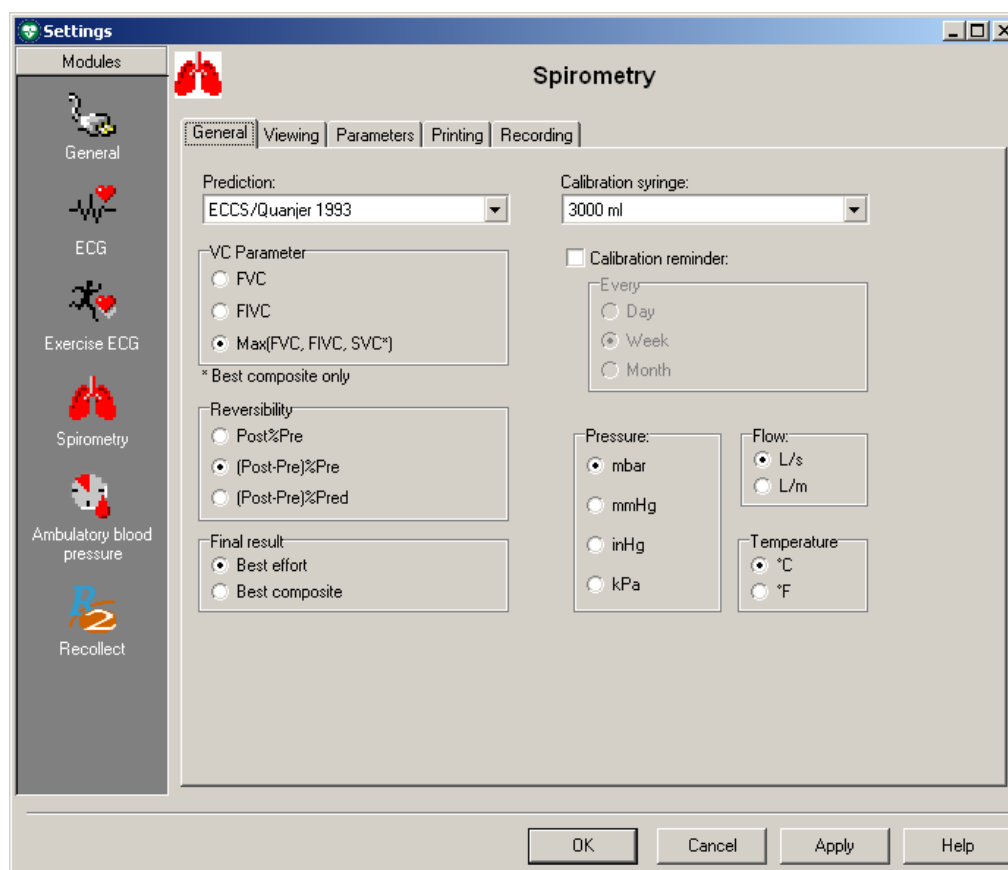 Settings
Modules
General
ECG
Exercise ECG
Spirometry
Ambulatory blood
pressure
R2
Recollect
Spirometry
General Viewing Parameters Printing Recording
Prediction:
ECCS/Quanjer 1993
VC Parameter
FVC
FIVC
Max(FVC, FIVC, SVC*)
* Best composite only
Reversibility
Post%Pre
(Post-Pre)%Pre
(Post-Pre)%Pred
Final result
Best effort
Best composite
Calibration syringe:
3000 ml
Calibration reminder:
Every
Day
Week
Month
Pressure:
mbar
mmHg
inHg
kPa
Flow:
L/s
L/m
Temperature
°C
°F
OK Cancel Apply Help